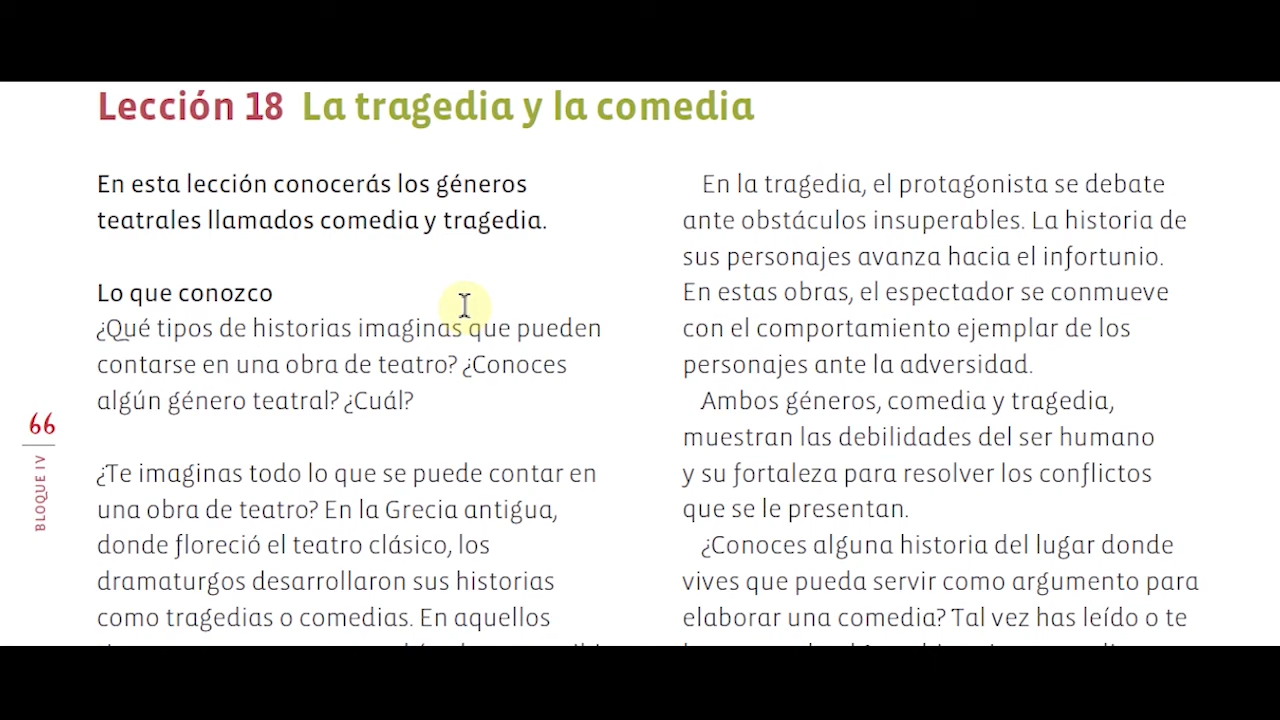 Lección 18 La tragedia y la comedia
En esta lección conocerás los géneros
teatrales llamados comedia y tragedia.
Lo que conozco
¿Qué tipos de historias imaginas que pueden
contarse en una obra de teatro? ¿Conoces
algún género teatral? ¿Cuál?
¿Te imaginas todo lo que se puede contar en
una obra de teatro? En la Grecia antigua,
donde floreció el teatro clásico, los
dramaturgos desarrollaron sus historias
como tragedias o comedias. En aquellos
En la tragedia, el protagonista se debate
ante obstáculos insuperables. La historia de
sus personajes avanza hacia el infortunio.
En estas obras, el espectador se conmueve
con el comportamiento ejemplar de los
personajes ante la adversidad.
Ambos géneros, comedia y tragedia,
muestran las debilidades del ser humano
y su fortaleza para resolver los conflictos
que se le presentan.
¿Conoces alguna historia del lugar donde
vives que pueda servir como argumento para
elaborar una comedia? Tal vez has leído o te
66
BLOQUE IV